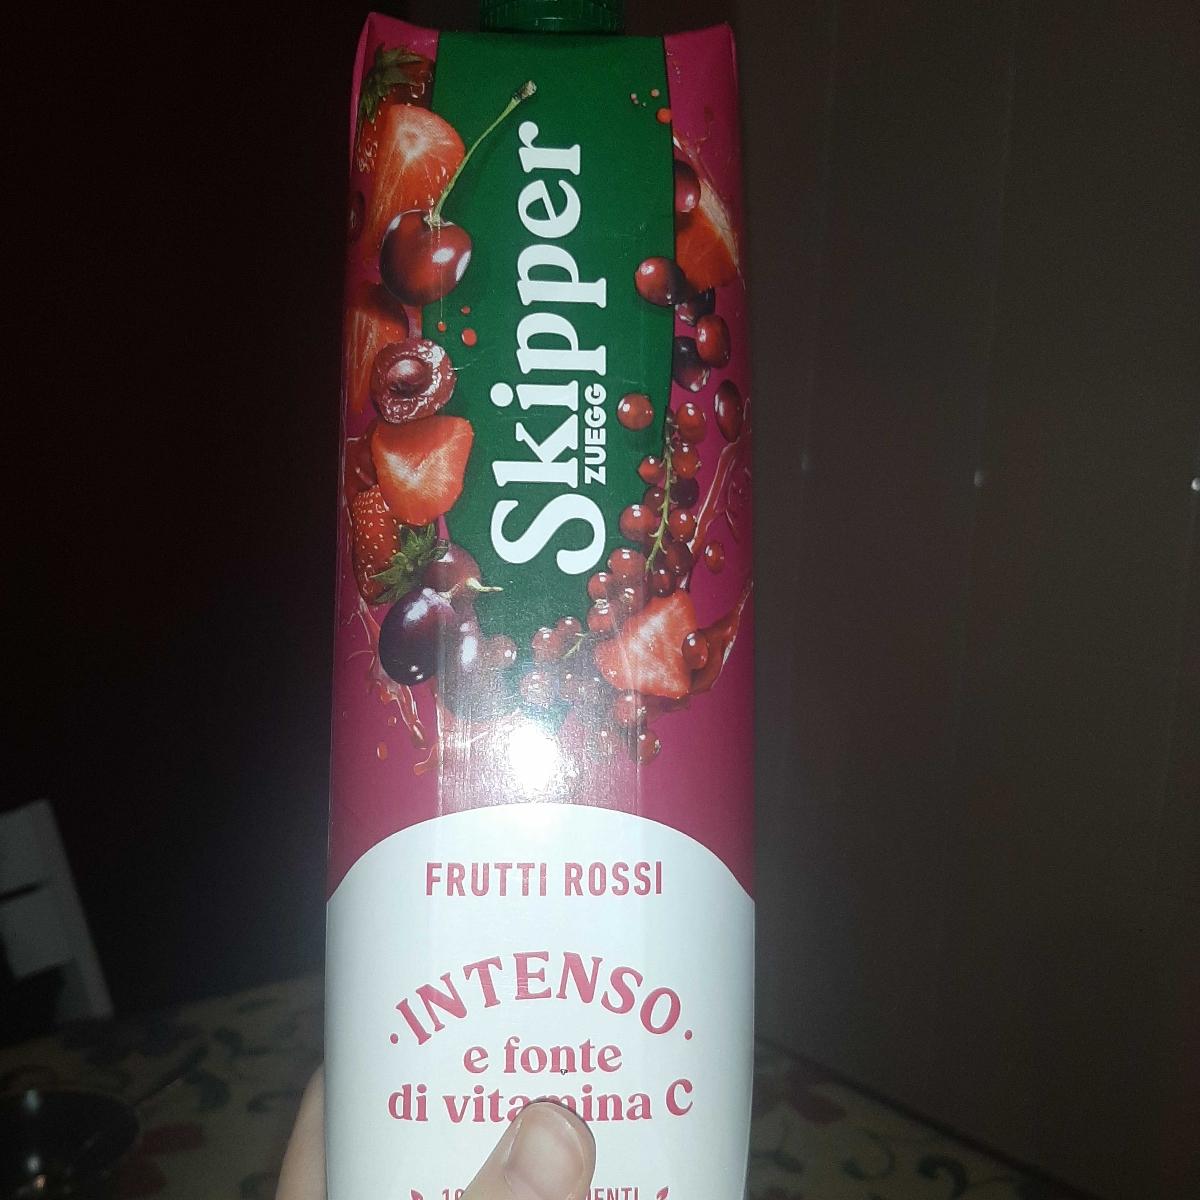 Skipper
ZUEGG
FRUTTI ROSSI
·INTENSO·
e fonte
di vitamina C